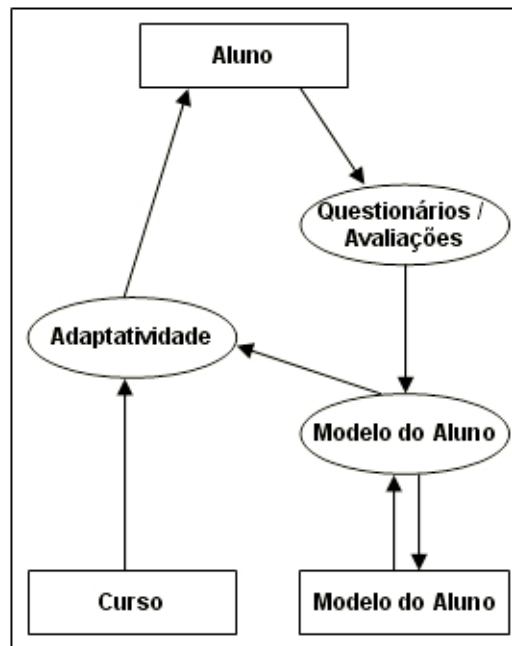 Aluno
Questionários /
Avaliações
Adaptatividade
Modelo do Aluno
Curso
Modelo do Aluno